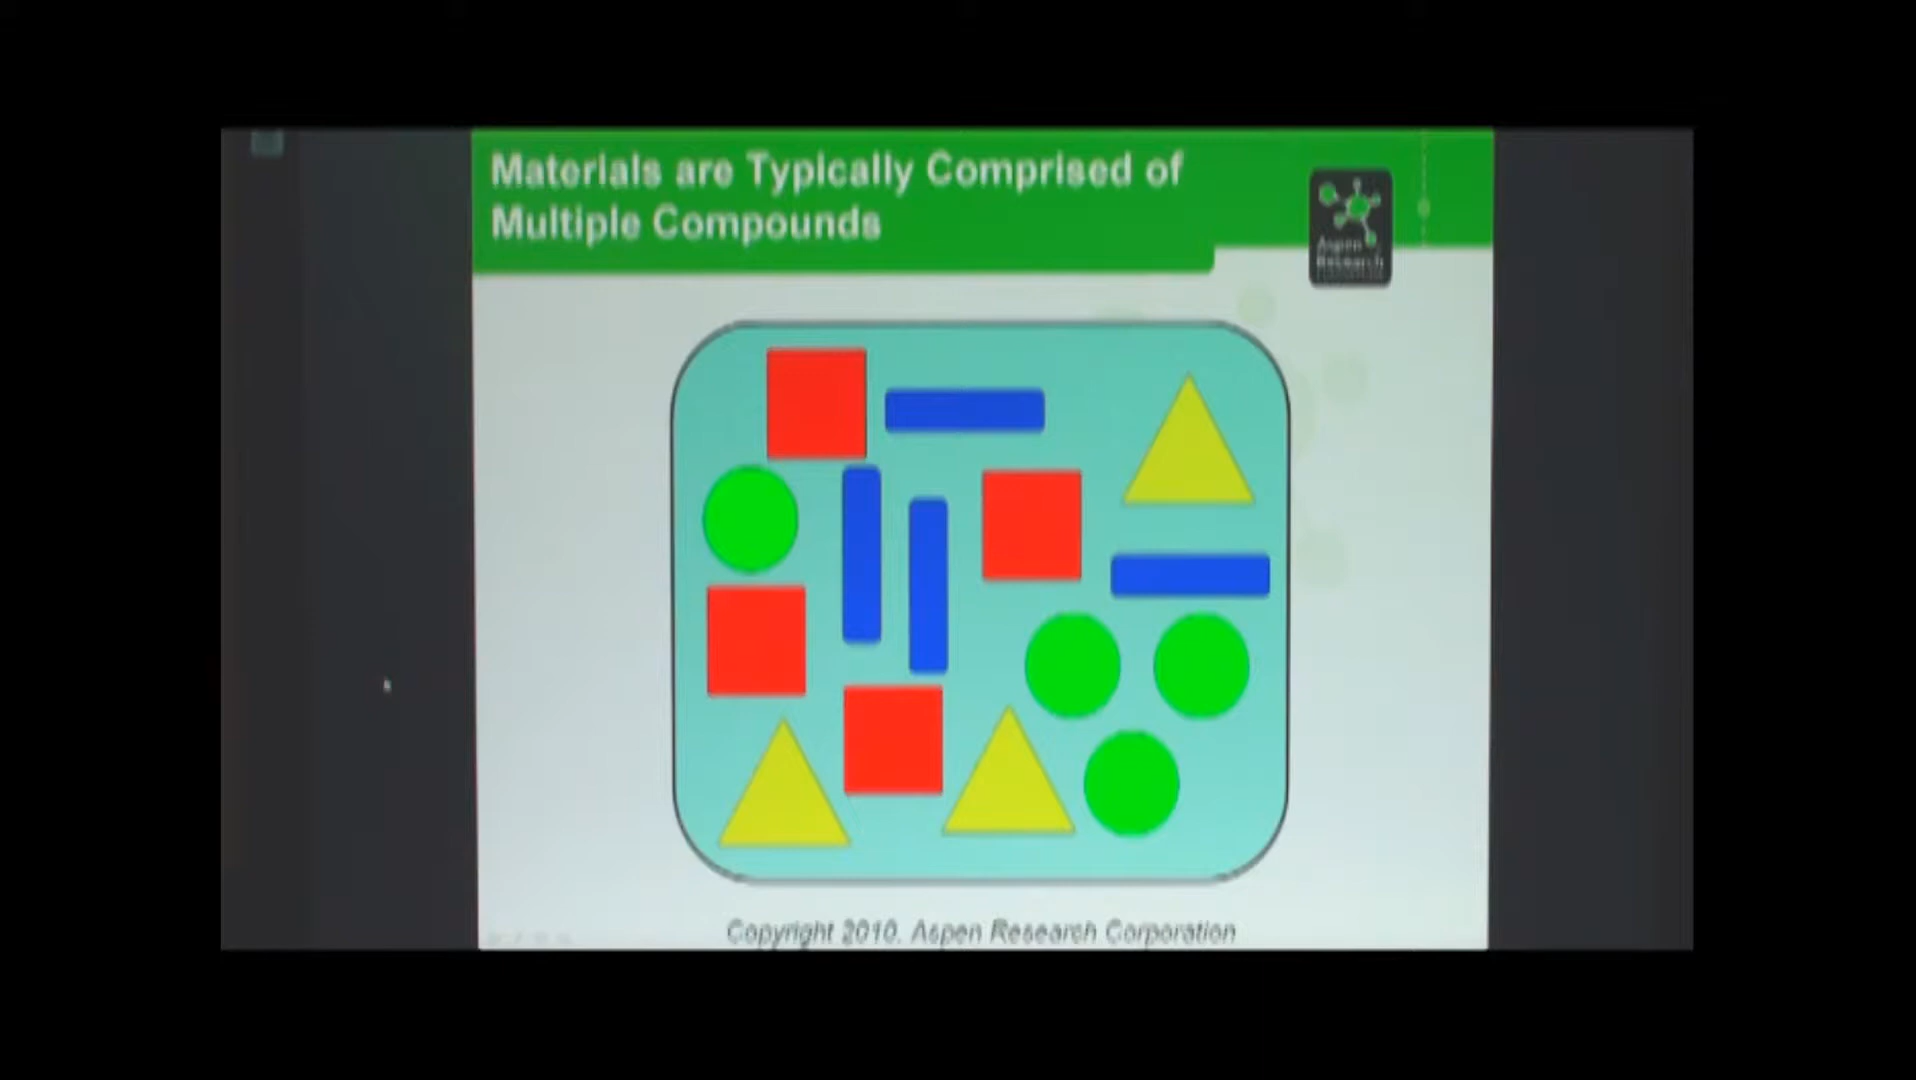 Materials are Typically Comprised of
Multiple Compounds
Aspen
Research
Copyright 2010. Aspen Research Corporation